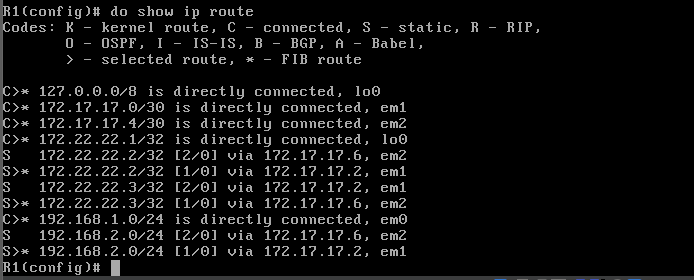 R1(config)# do show ip route
Codes: K - kernel route, C - connected, S - static, R - RIP,
       O - OSPF, I - IS-IS, B - BGP, A - Babel,
       > - selected route, * - FIB route

C>* 127.0.0.0/8 is directly connected, lo0
C>* 172.17.17.0/30 is directly connected, em1
C>* 172.17.17.4/30 is directly connected, em2
C>* 172.22.22.1/32 is directly connected, lo0
S   172.22.22.2/32 [2/0] via 172.17.17.6, em2
S>* 172.22.22.2/32 [1/0] via 172.17.17.2, em1
S   172.22.22.3/32 [2/0] via 172.17.17.2, em1
S>* 172.22.22.3/32 [1/0] via 172.17.17.6, em2
C>* 192.168.1.0/24 is directly connected, em0
S   192.168.2.0/24 [2/0] via 172.17.17.6, em2
S>* 192.168.2.0/24 [1/0] via 172.17.17.2, em1
R1(config)#